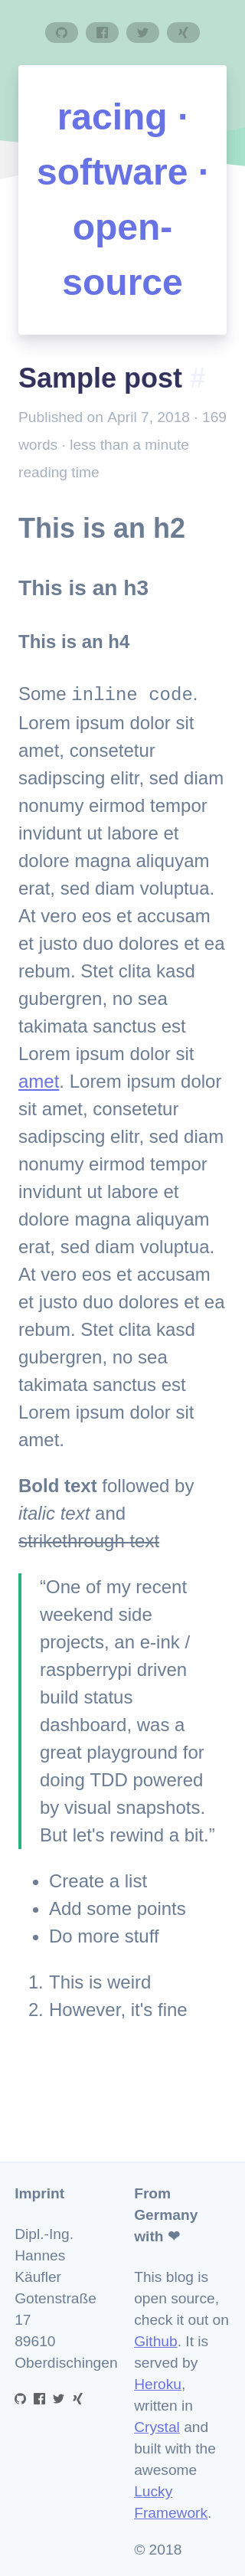 racing ·
software ·
open-
source
Sample post #
Published on April 7, 2018 · 169
words · less than a minute
reading time
This is an h2
This is an h3
This is an h4
Some inline code.
Lorem ipsum dolor sit
amet, consetetur
sadipscing elitr, sed diam
nonumy eirmod tempor
invidunt ut labore et
dolore magna aliquyam
erat, sed diam voluptua.
At vero eos et accusam
et justo duo dolores et ea
rebum. Stet clita kasd
gubergren, no sea
takimata sanctus est
Lorem ipsum dolor sit
amet. Lorem ipsum dolor
sit amet, consetetur
sadipscing elitr, sed diam
nonumy eirmod tempor
invidunt ut labore et
dolore magna aliquyam
erat, sed diam voluptua.
At vero eos et accusam
et justo duo dolores et ea
rebum. Stet clita kasd
gubergren, no sea
takimata sanctus est
Lorem ipsum dolor sit
amet.
Bold text followed by
italic text and
strikethrough text
“One of my recent
weekend side
projects, an e-ink /
raspberrypi driven
build status
dashboard, was a
great playground for
doing TDD powered
by visual snapshots.
But let's rewind a bit.”
• Create a list
• Add some points
• Do more stuff
1. This is weird
2. However, it's fine
Imprint
Dipl.-Ing.
Hannes
Käufler
Gotenstraße
17
89610
Oberdischingen
From
Germany
with ❤
This blog is
open source,
check it out on
Github. It is
served by
Heroku,
written in
Crystal and
built with the
awesome
Lucky
Framework.
© 2018